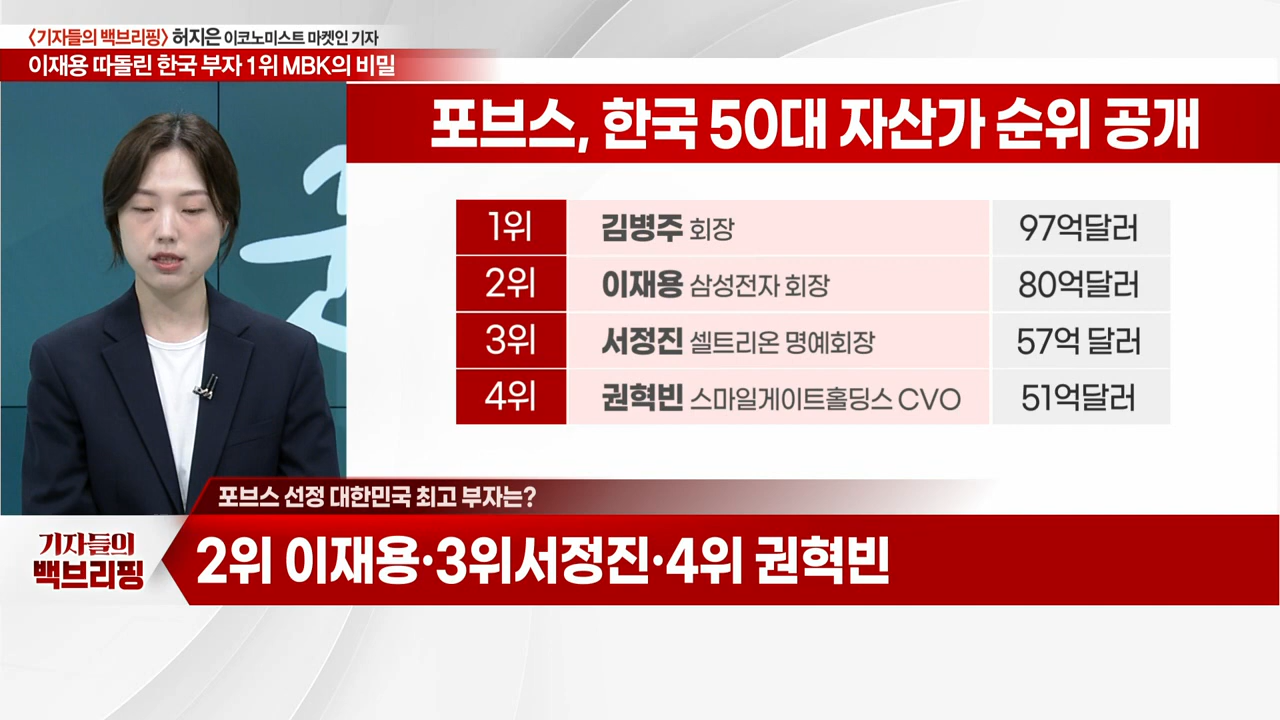 〈기자들의 백브리핑〉 허지은 이코노미스트 마켓인 기자
이재용 따돌린 한국 부자 1위 MBK의 비밀
포브스, 한국 50대 자산가 순위 공개
1위 김병주 회장 97억달러
2위 이재용 삼성전자 회장 80억달러
3위 서정진 셀트리온 명예회장 57억 달러
4위 권혁빈 스마일게이트홀딩스 CVO 51억달러
포브스 선정 대한민국 최고 부자는?
기자들의
백브리핑
2위 이재용·3위서정진·4위 권혁빈